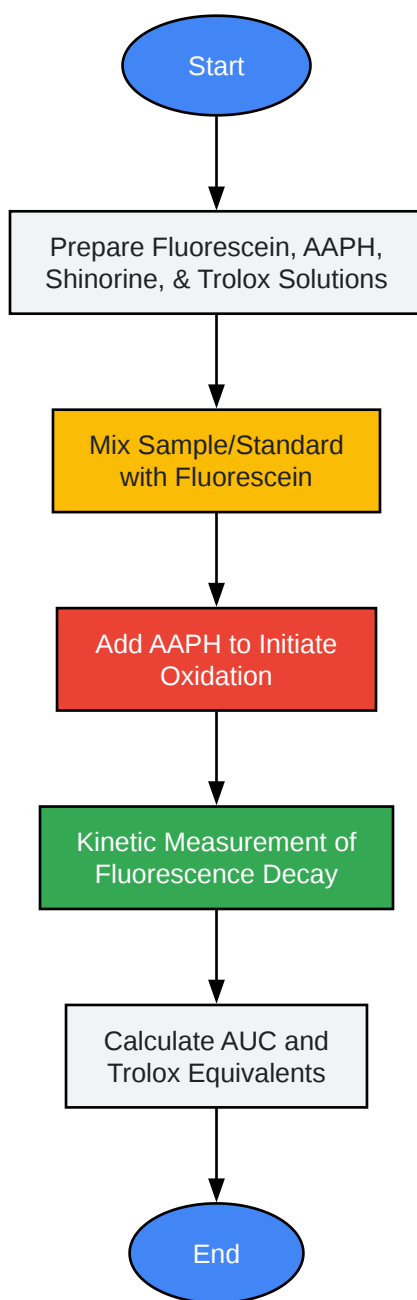 Start
Prepare Fluorescein, AAPH,
Shinorine, & Trolox Solutions
Mix Sample/Standard
with Fluorescein
Add AAPH to Initiate
Oxidation
Kinetic Measurement of
Fluorescence Decay
Calculate AUC and
Trolox Equivalents
End